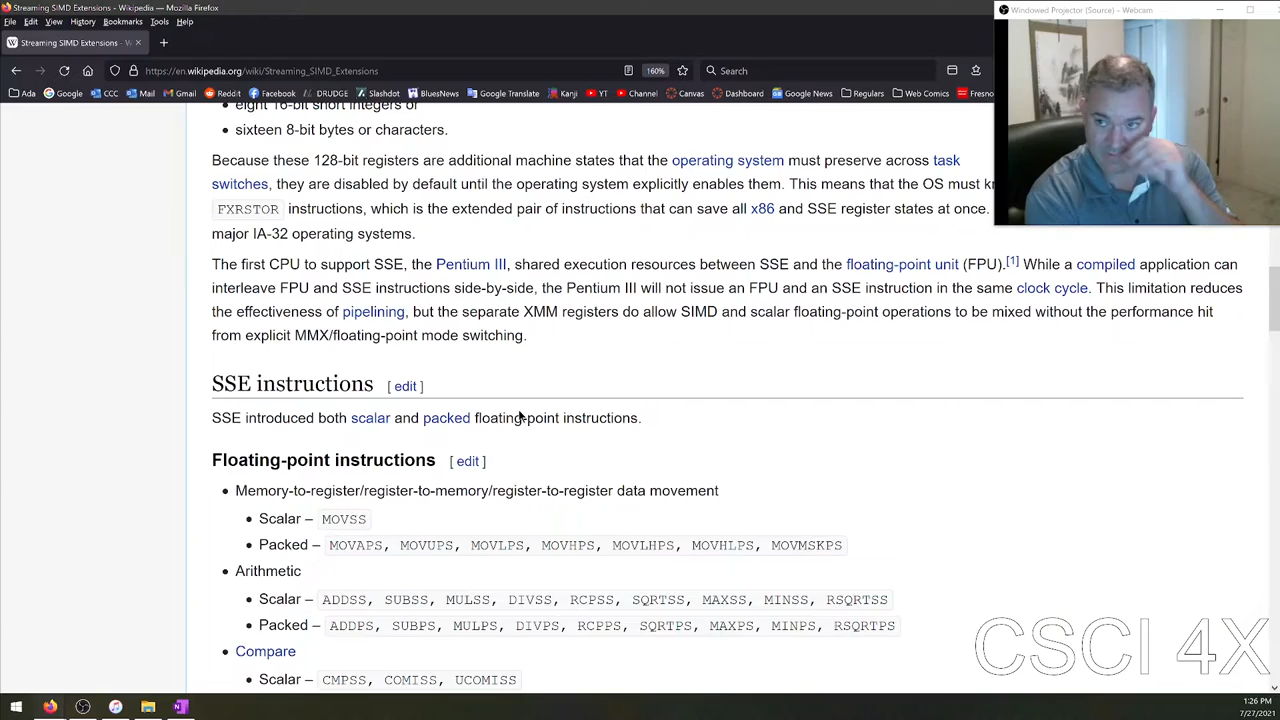 Streaming SIMD Extensions - Wikipedia — Mozilla Firefox
File Edit View History Bookmarks Tools Help
Windowed Projector (Source) - Webcam
Streaming SIMD Extensions - W
https://en.wikipedia.org/wiki/Streaming_SIMD_Extensions
160%
Search
Ada Google CCC Mail Gmail Reddit Facebook DRUDGE Slashdot BluesNews Google Translate Kanji YT Channel Canvas Dashboard Google News Regulars Web Comics Fresno
eight 16-bit short integers or
sixteen 8-bit bytes or characters.
Because these 128-bit registers are additional machine states that the operating system must preserve across task
switches, they are disabled by default until the operating system explicitly enables them. This means that the OS must kn
FXRSTOR instructions, which is the extended pair of instructions that can save all x86 and SSE register states at once.
major IA-32 operating systems.
The first CPU to support SSE, the Pentium III, shared execution resources between SSE and the floating-point unit (FPU).[1] While a compiled application can
interleave FPU and SSE instructions side-by-side, the Pentium III will not issue an FPU and an SSE instruction in the same clock cycle. This limitation reduces
the effectiveness of pipelining, but the separate XMM registers do allow SIMD and scalar floating-point operations to be mixed without the performance hit
from explicit MMX/floating-point mode switching.
SSE instructions [ edit ]
SSE introduced both scalar and packed floating-point instructions.
Floating-point instructions [ edit ]
Memory-to-register/register-to-memory/register-to-register data movement
Scalar – MOVSS
Packed – MOVAPS, MOVUPS, MOVLPS, MOVHPS, MOVLHPS, MOVHLPS, MOVMSKPS
Arithmetic
Scalar – ADDSS, SUBSS, MULSS, DIVSS, RCPSS, SQRTSS, MAXSS, MINSS, RSQRTSS
Packed – ADDPS, SUBPS, MULPS, DIVPS, RCPPS, SQRTPS, MAXPS, MINPS, RSQRTPS
Compare
Scalar – CMPSS, COMISS, UCOMISS
CSCI 4X
1:26 PM
7/27/2021